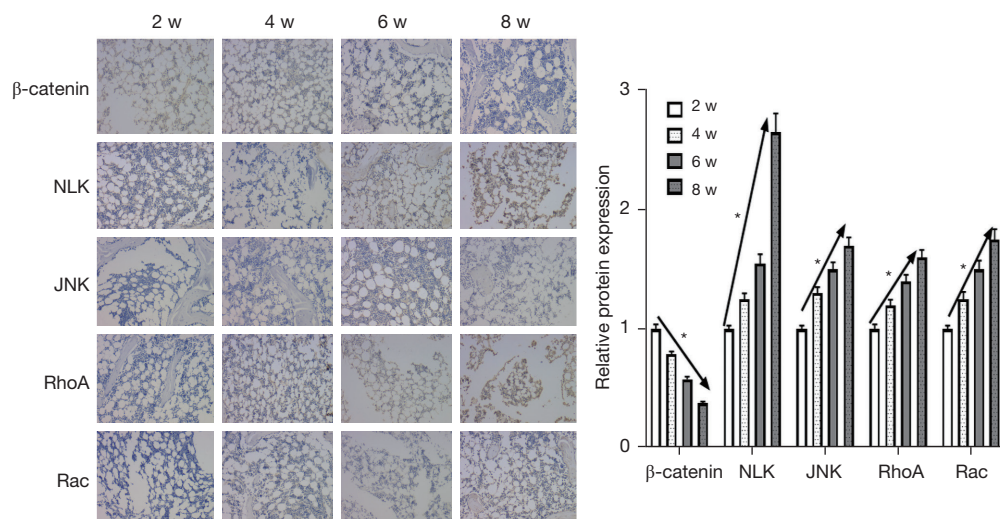 2 w 4 w 6 w 8 w
β-catenin
NLK
JNK
RhoA
Rac
Relative protein expression
3
2
1
0
2 w
4 w
6 w
8 w
*
*
*
*
*
β-catenin NLK JNK RhoA Rac